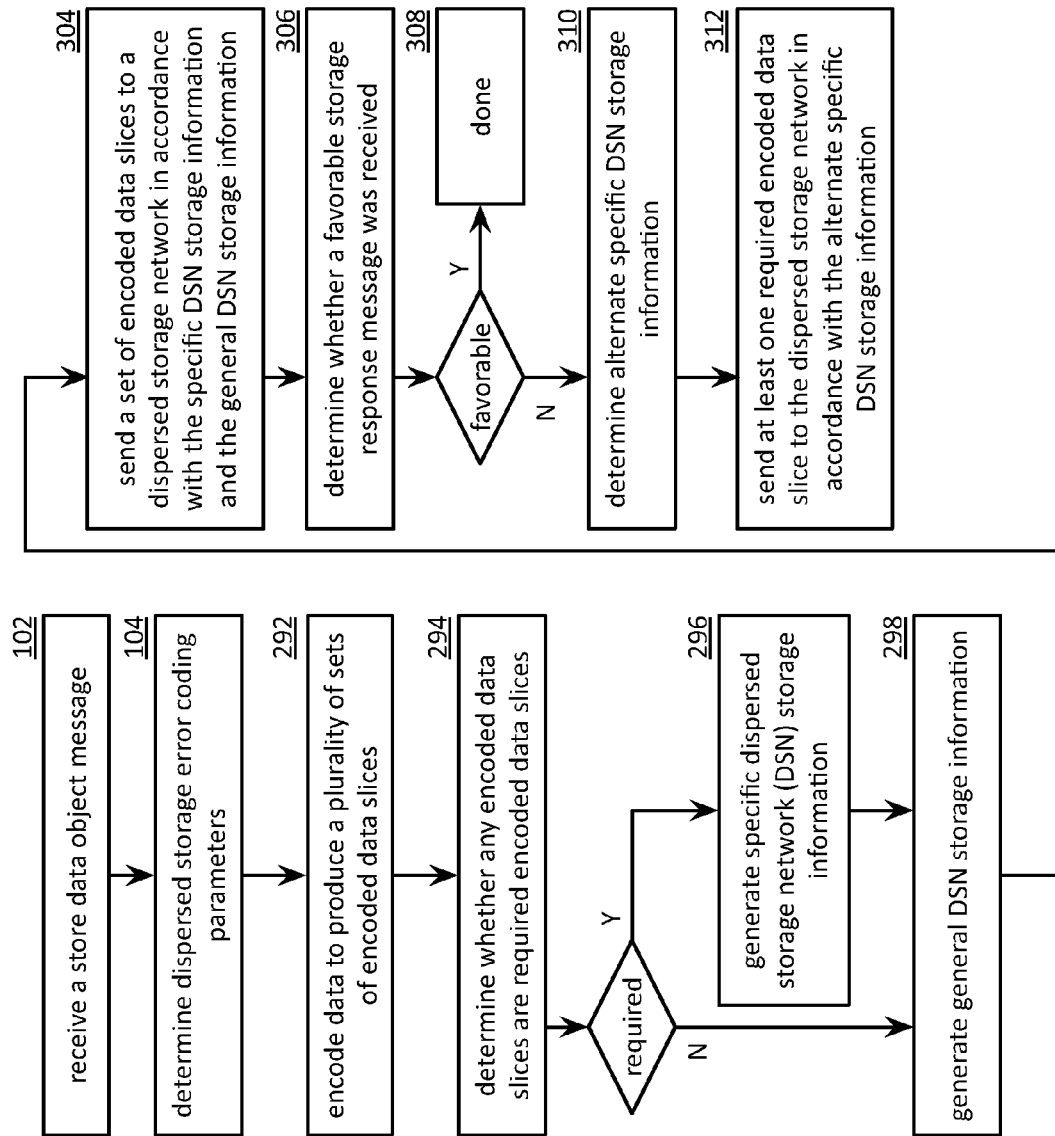 102
receive a store data object message
104
determine dispersed storage error coding
parameters
292
encode data to produce a plurality of sets
of encoded data slices
294
determine whether any encoded data
slices are required encoded data slices
required
Y
N
296
generate specific dispersed
storage network (DSN) storage
information
298
generate general DSN storage information
304
send a set of encoded data slices to a
dispersed storage network in accordance
with the specific DSN storage information
and the general DSN storage information
306
determine whether a favorable storage
response message was received
favorable
Y
N
308
done
310
determine alternate specific DSN storage
information
312
send at least one required encoded data
slice to the dispersed storage network in
accordance with the alternate specific
DSN storage information